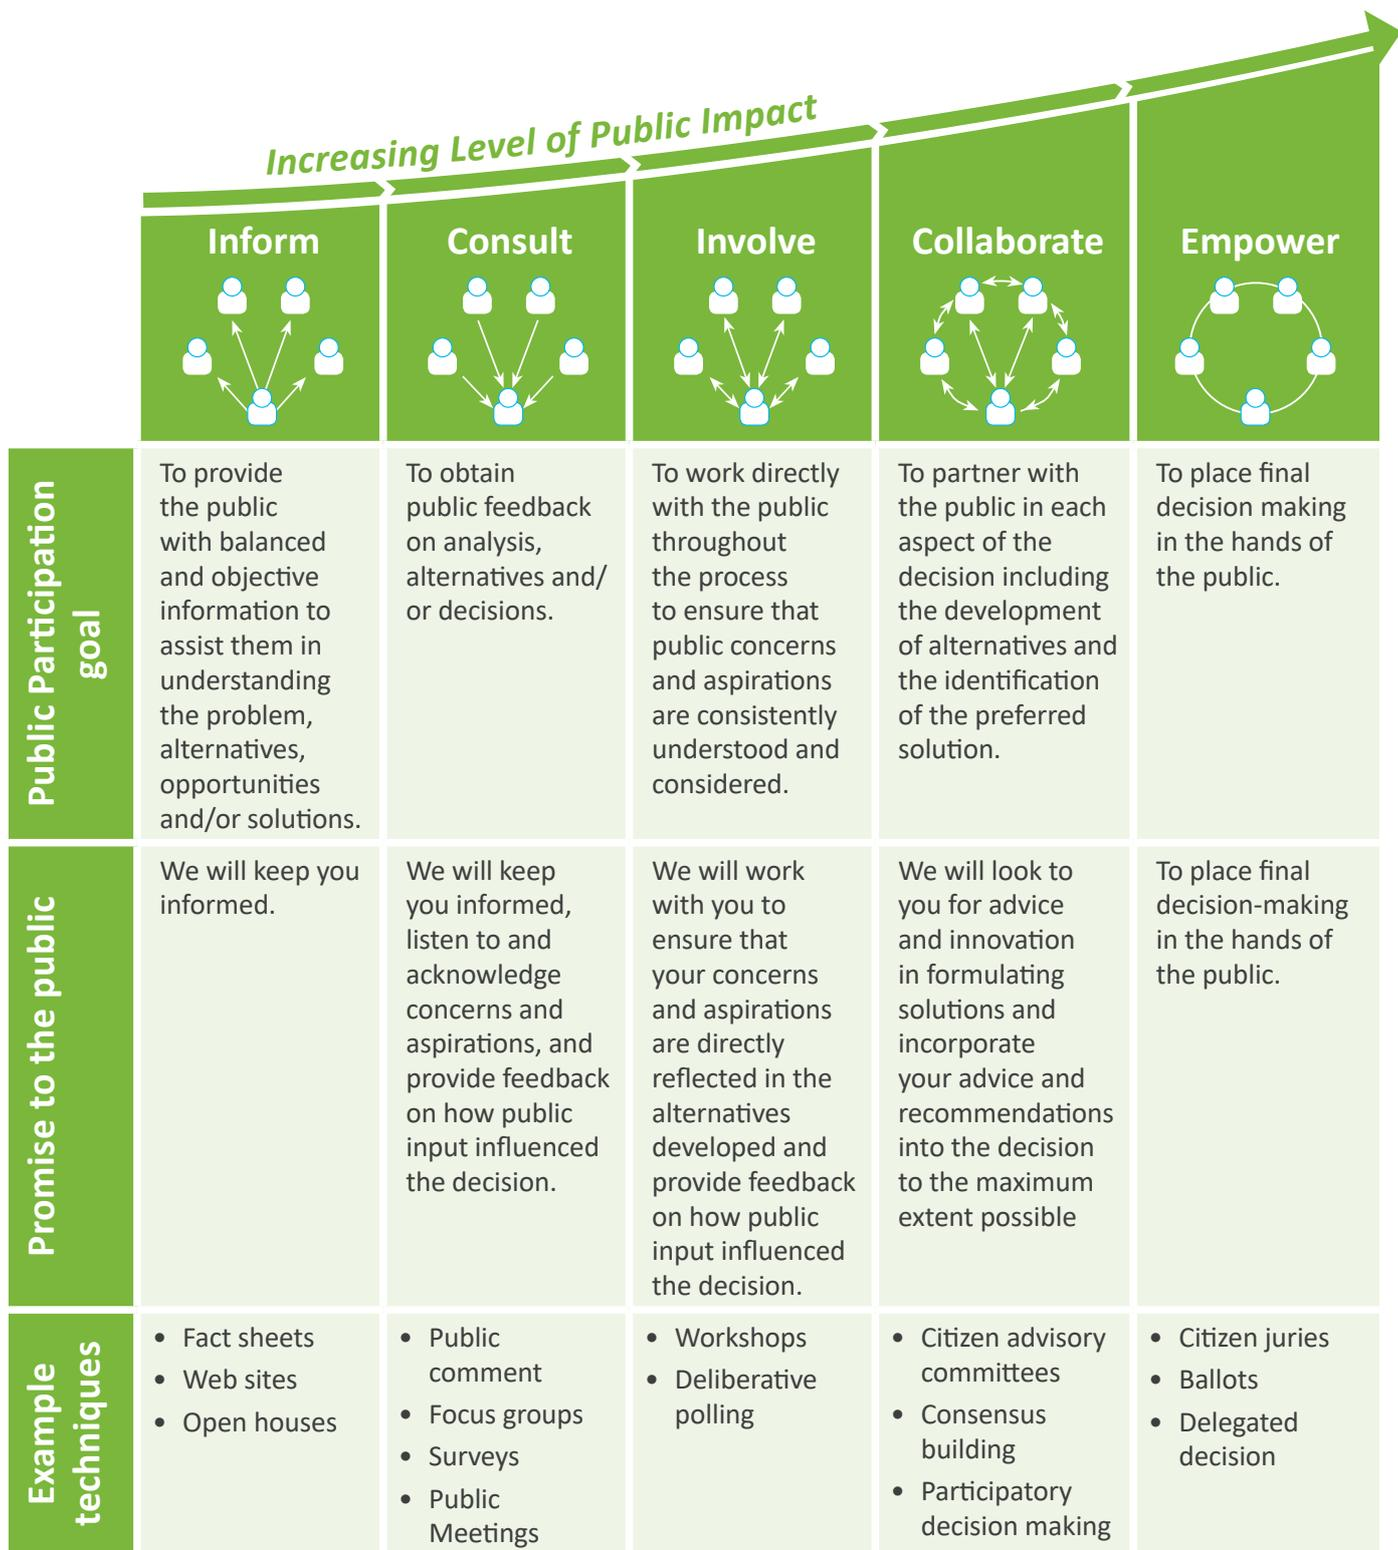 Increasing Level of Public Impact
Inform
Consult
Involve
Collaborate
Empower
Public Participation
goal
To provide
the public
with balanced
and objective
information to
assist them in
understanding
the problem,
alternatives,
opportunities
and/or solutions.
To obtain
public feedback
on analysis,
alternatives and/
or decisions.
To work directly
with the public
throughout
the process
to ensure that
public concerns
and aspirations
are consistently
understood and
considered.
To partner with
the public in each
aspect of the
decision including
the development
of alternatives and
the identification
of the preferred
solution.
To place final
decision making
in the hands of
the public.
Promise to the public
We will keep you
informed.
We will keep
you informed,
listen to and
acknowledge
concerns and
aspirations, and
provide feedback
on how public
input influenced
the decision.
We will work
with you to
ensure that
your concerns
and aspirations
are directly
reflected in the
alternatives
developed and
provide feedback
on how public
input influenced
the decision.
We will look to
you for advice
and innovation
in formulating
solutions and
incorporate
your advice and
recommendations
into the decision
to the maximum
extent possible
To place final
decision-making
in the hands of
the public.
Example
techniques
• Fact sheets
• Web sites
• Open houses
• Public
comment
• Focus groups
• Surveys
• Public
Meetings
• Workshops
• Deliberative
polling
• Citizen advisory
committees
• Consensus
building
• Participatory
decision making
• Citizen juries
• Ballots
• Delegated
decision